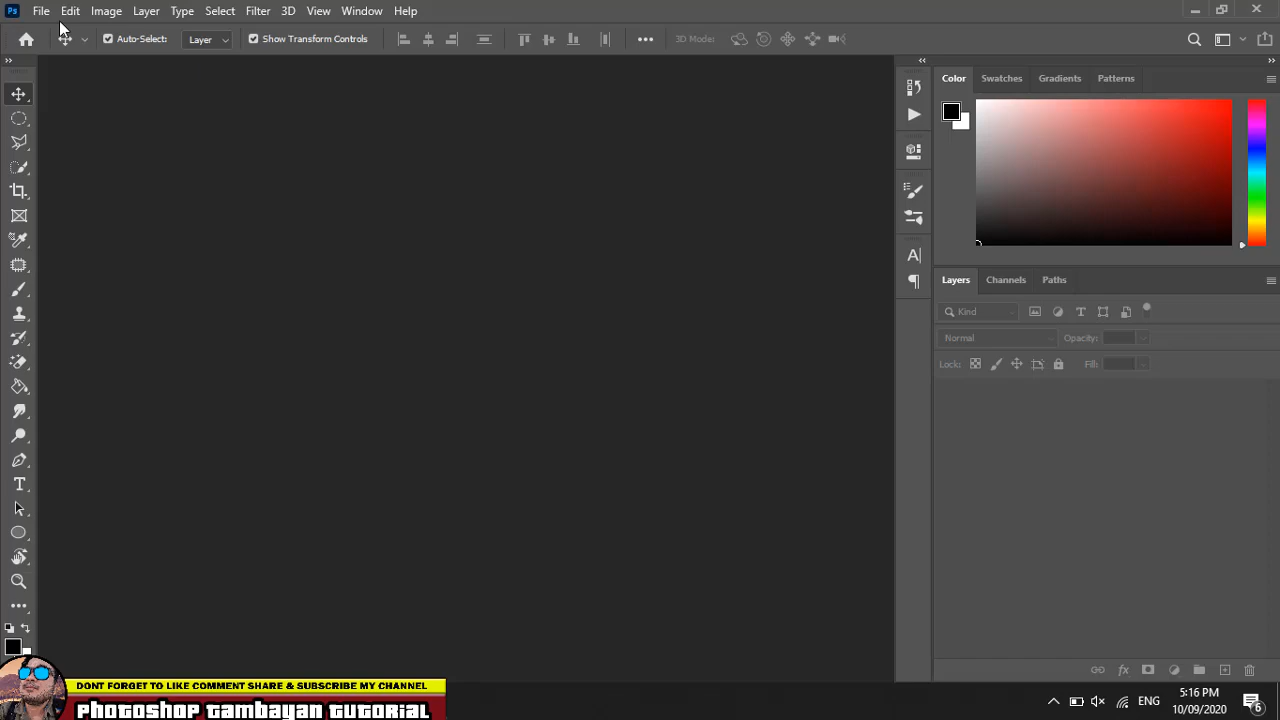 Ps File Edit Image Layer Type Select Filter 3D View Window Help
Auto-Select: Layer Show Transform Controls 3D Mode:
Color Swatches Gradients Patterns
Layers Channels Paths
Kind
Normal Opacity:
Lock: Fill:
DONT FORGET TO LIKE COMMENT SHARE & SUBSCRIBE MY CHANNEL
PHOTOSHOP TAMBAYAN TUTORIAL
ENG
5:16 PM
10/09/2020
6